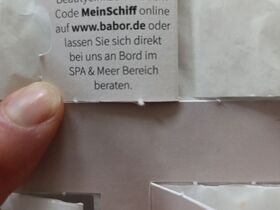 Code MeinSchiff online
auf www.babor.de oder
lassen Sie sich direkt
bei uns an Bord im
SPA & Meer Bereich
beraten.